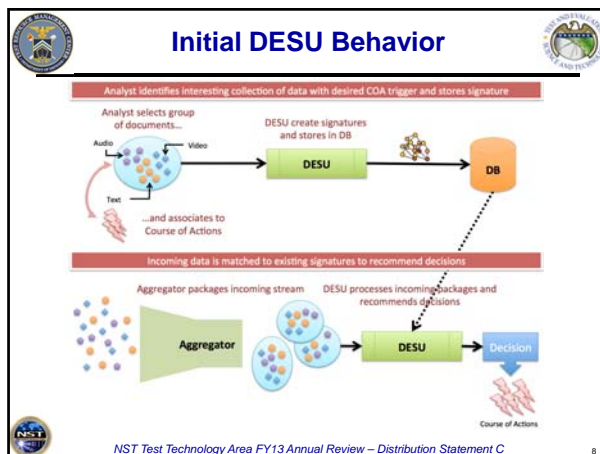 Initial DESU Behavior
Analyst identifies interesting collection of data with desired COA trigger and stores signature
Analyst selects group
of documents...
DESU create signatures
and stores in DB
Audio
Video
DESU
DB
Text
...and associates to
Course of Actions
Incoming data is matched to existing signatures to recommend decisions
Aggregator packages incoming stream
DESU processes incoming packages and
recommends decisions
Aggregator
DESU
Decision
Course of Actions
NST
NST Test Technology Area FY13 Annual Review – Distribution Statement C
8